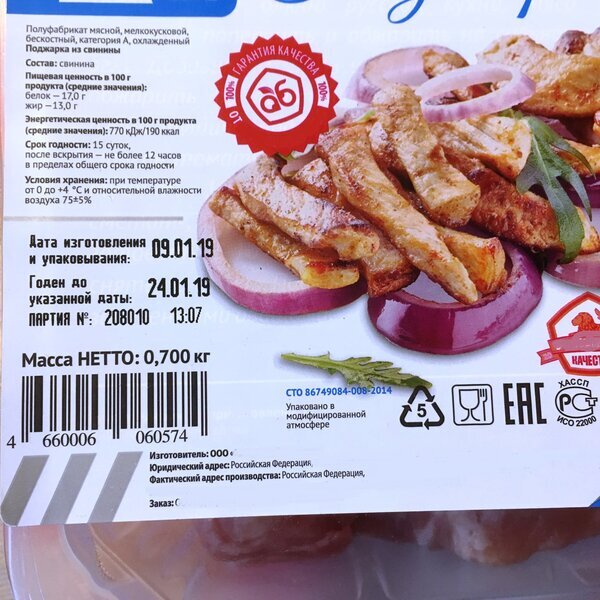 Полуфабрикат мясной, мелкокусковой,
бескостный, категория А, охлажденный
Поджарка из свинины
Состав: свинина
Пищевая ценность в 100 г
продукта (средние значения):
белок – 17,0 г
жир – 13,0 г
Энергетическая ценность в 100 г продукта
(средние значения): 770 кДж/190 ккал
Срок годности: 15 суток,
после вскрытия – не более 12 часов
в пределах общего срока годности
Условия хранения: при температуре
от 0 до +4 °С и относительной влажности
воздуха 75±5%
ГАРАНТИЯ КАЧЕСТВА
100%
100%
аб
Дата изготовления
и упаковывания: 09.01.19
Годен до
указанной даты: 24.01.19
ПАРТИЯ №: 208010 13:07
Масса НЕТТО: 0,700 кг
4 660006 060574
СТО 86749084-008-2014
Упаковано в
модифицированной
атмосфере
5
ЕАС
ХАССП
РСТ
ИСО 22000
КАЧЕСТ
Изготовитель: ООО «
Юридический адрес: Российская Федерация,
Фактический адрес производства: Российская Федерация,
Заказ: